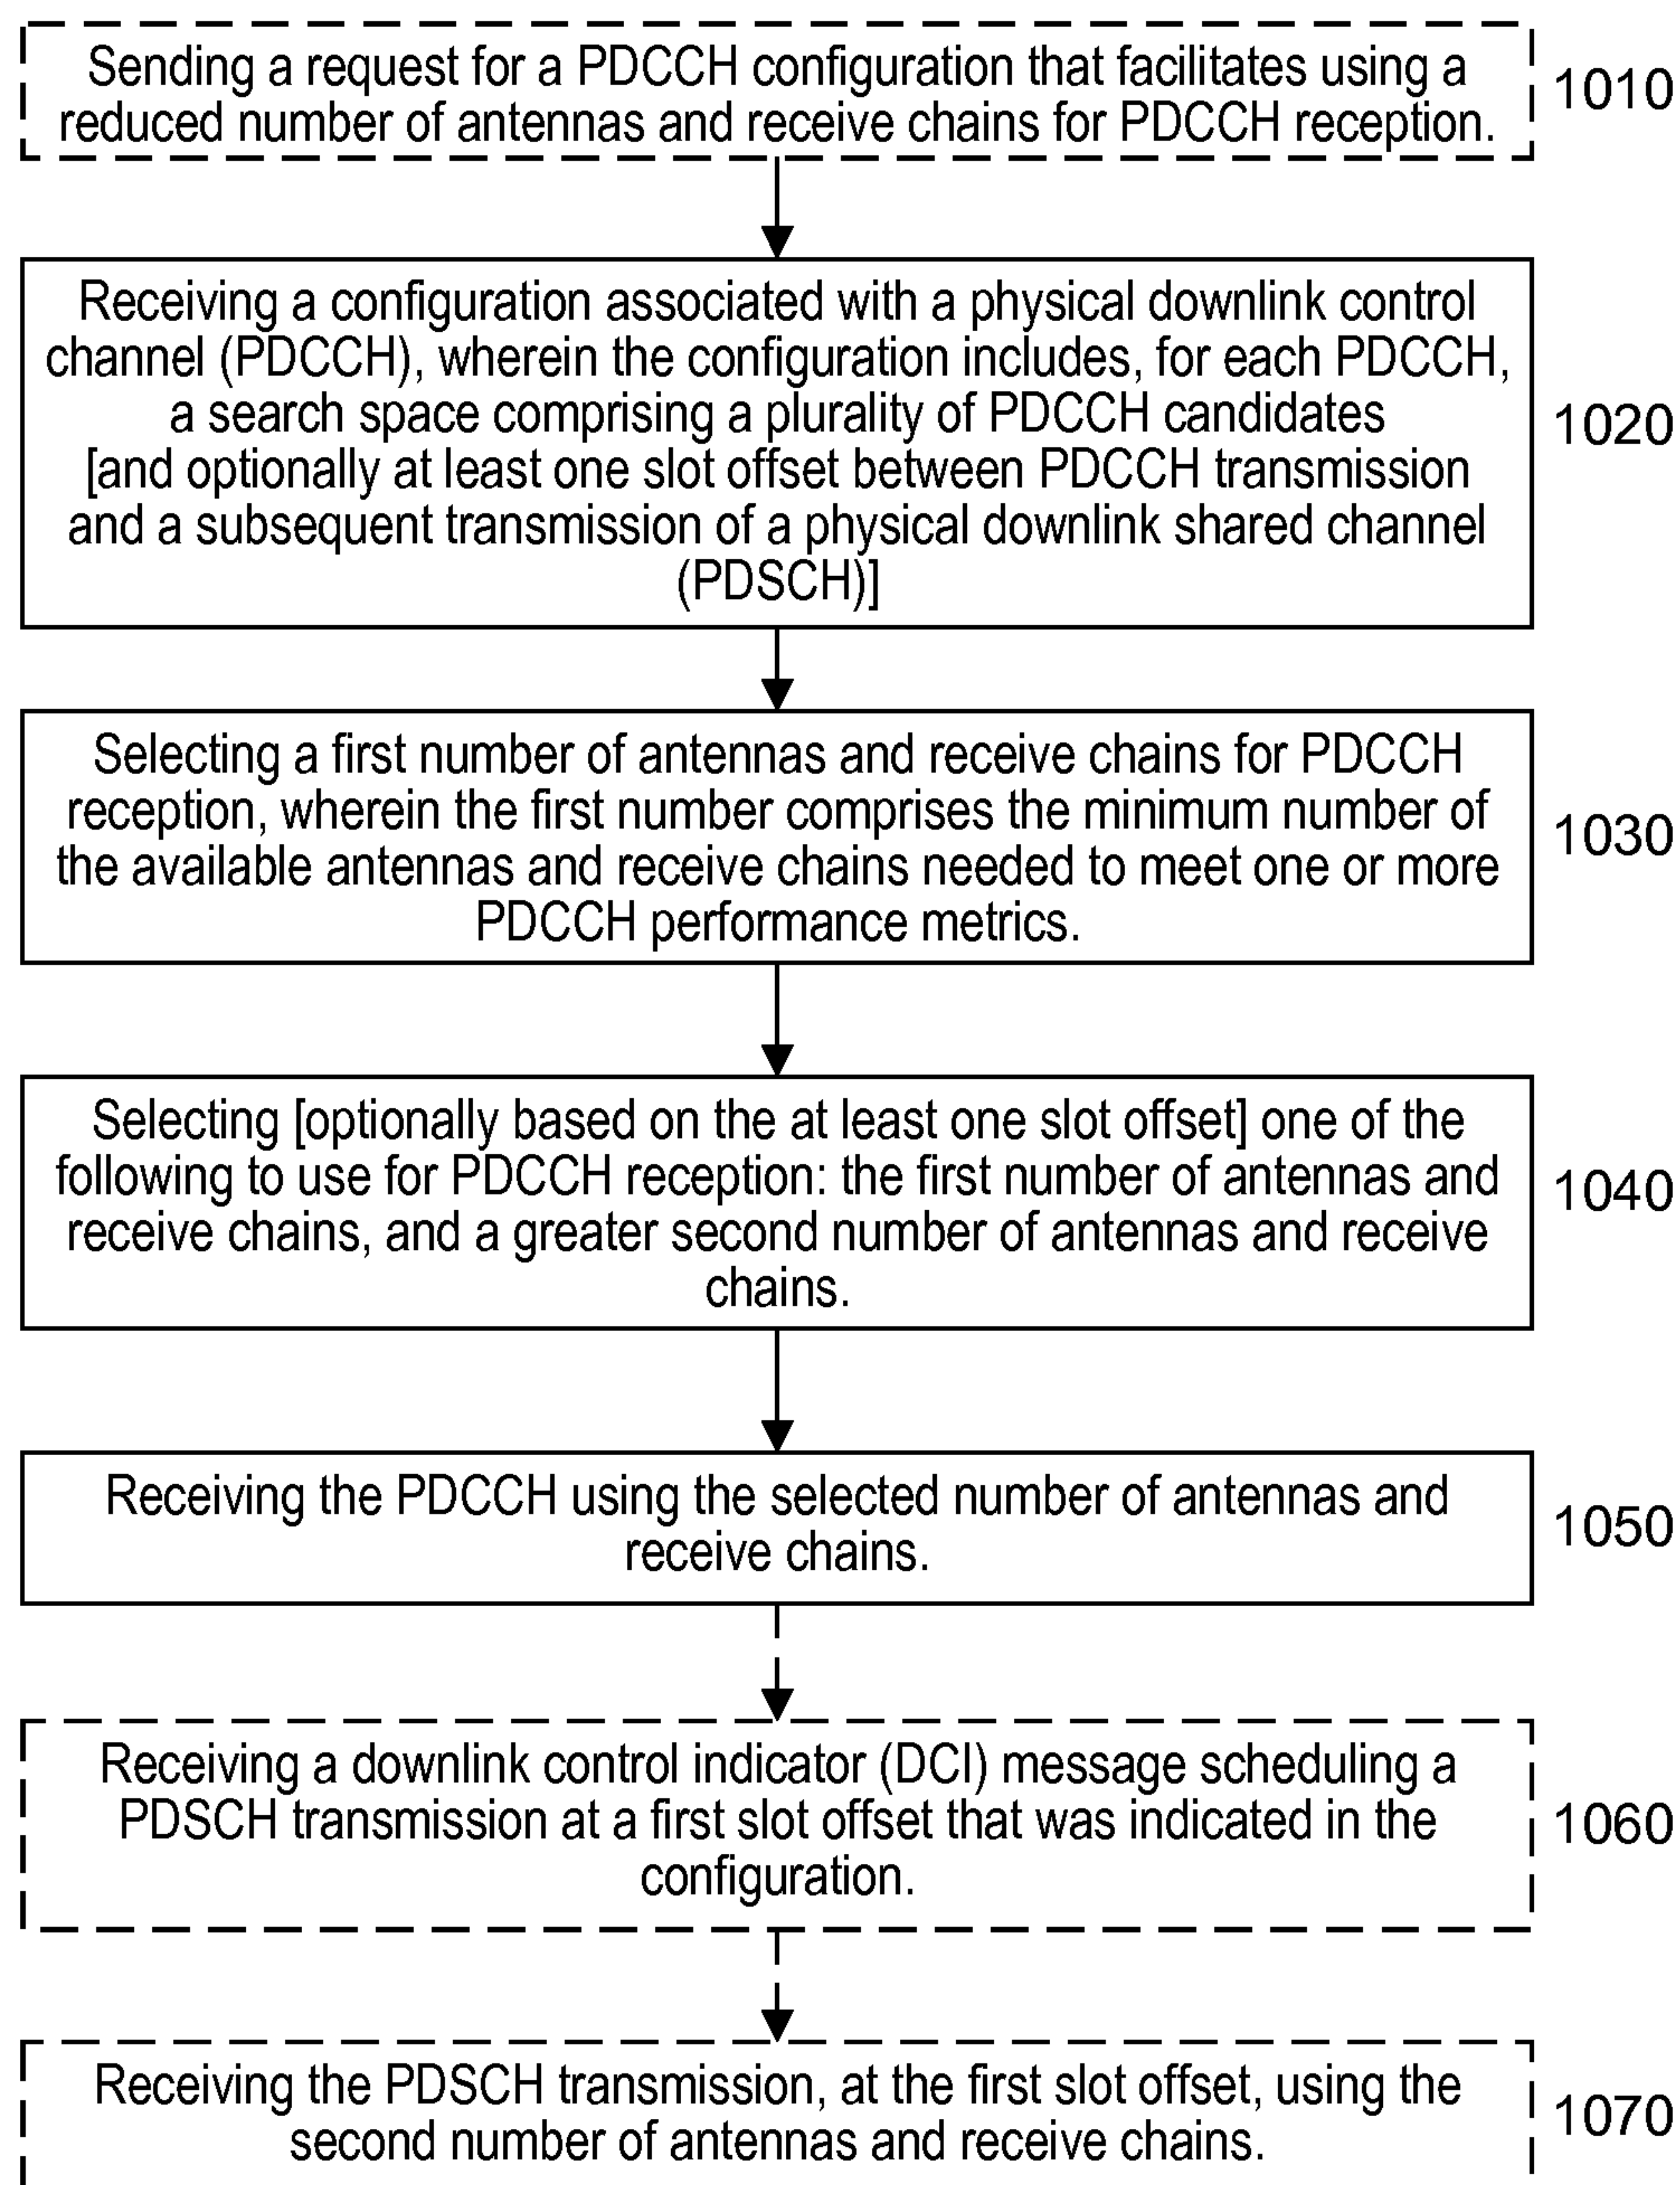 Sending a request for a PDCCH configuration that facilitates using a
reduced number of antennas and receive chains for PDCCH reception.
1010
Receiving a configuration associated with a physical downlink control
channel (PDCCH), wherein the configuration includes, for each PDCCH,
a search space comprising a plurality of PDCCH candidates
[and optionally at least one slot offset between PDCCH transmission
and a subsequent transmission of a physical downlink shared channel
(PDSCH)]
1020
Selecting a first number of antennas and receive chains for PDCCH
reception, wherein the first number comprises the minimum number of
the available antennas and receive chains needed to meet one or more
PDCCH performance metrics.
1030
Selecting [optionally based on the at least one slot offset] one of the
following to use for PDCCH reception: the first number of antennas and
receive chains, and a greater second number of antennas and receive
chains.
1040
Receiving the PDCCH using the selected number of antennas and
receive chains.
1050
Receiving a downlink control indicator (DCI) message scheduling a
PDSCH transmission at a first slot offset that was indicated in the
configuration.
1060
Receiving the PDSCH transmission, at the first slot offset, using the
second number of antennas and receive chains.
1070